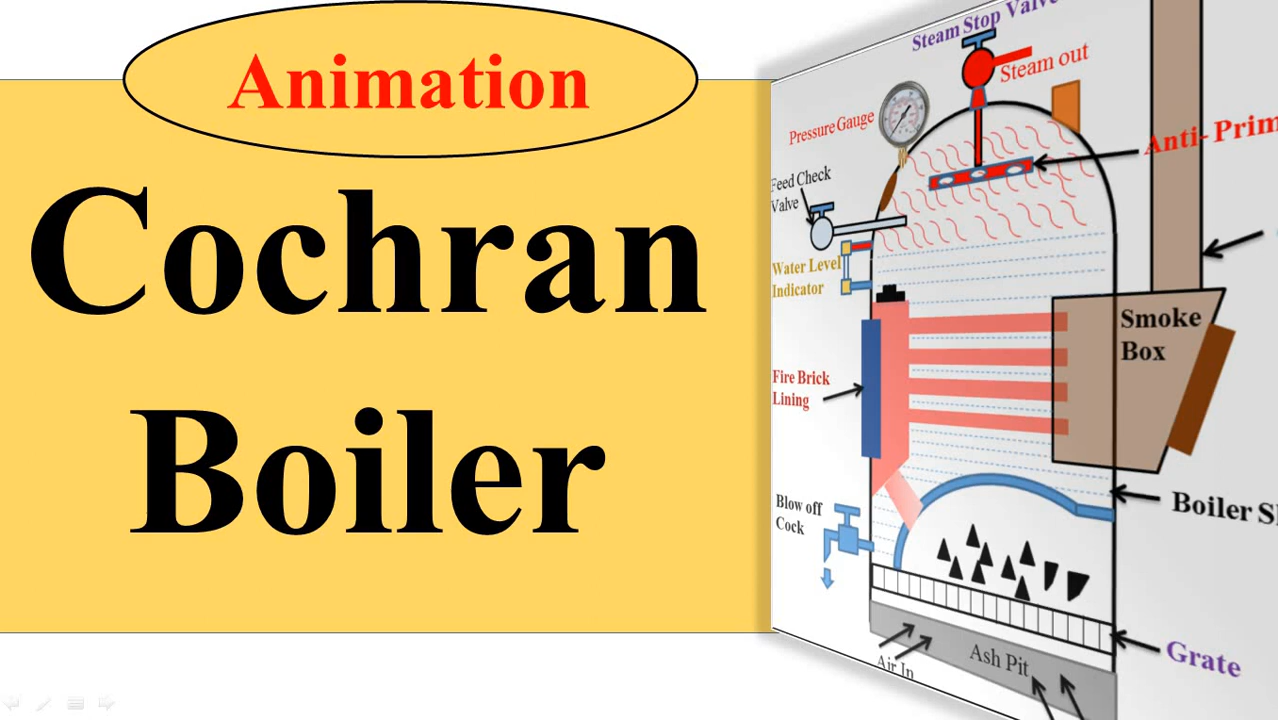 Animation
Cochran
Boiler
Steam Stop Valve
Steam out
Pressure Gauge
Anti-Prim
Feed Check
Valve
Water Level
Indicator
Smoke
Box
Fire Brick
Lining
Blow off
Cock
Boiler
Grate
Air In
Ash Pit